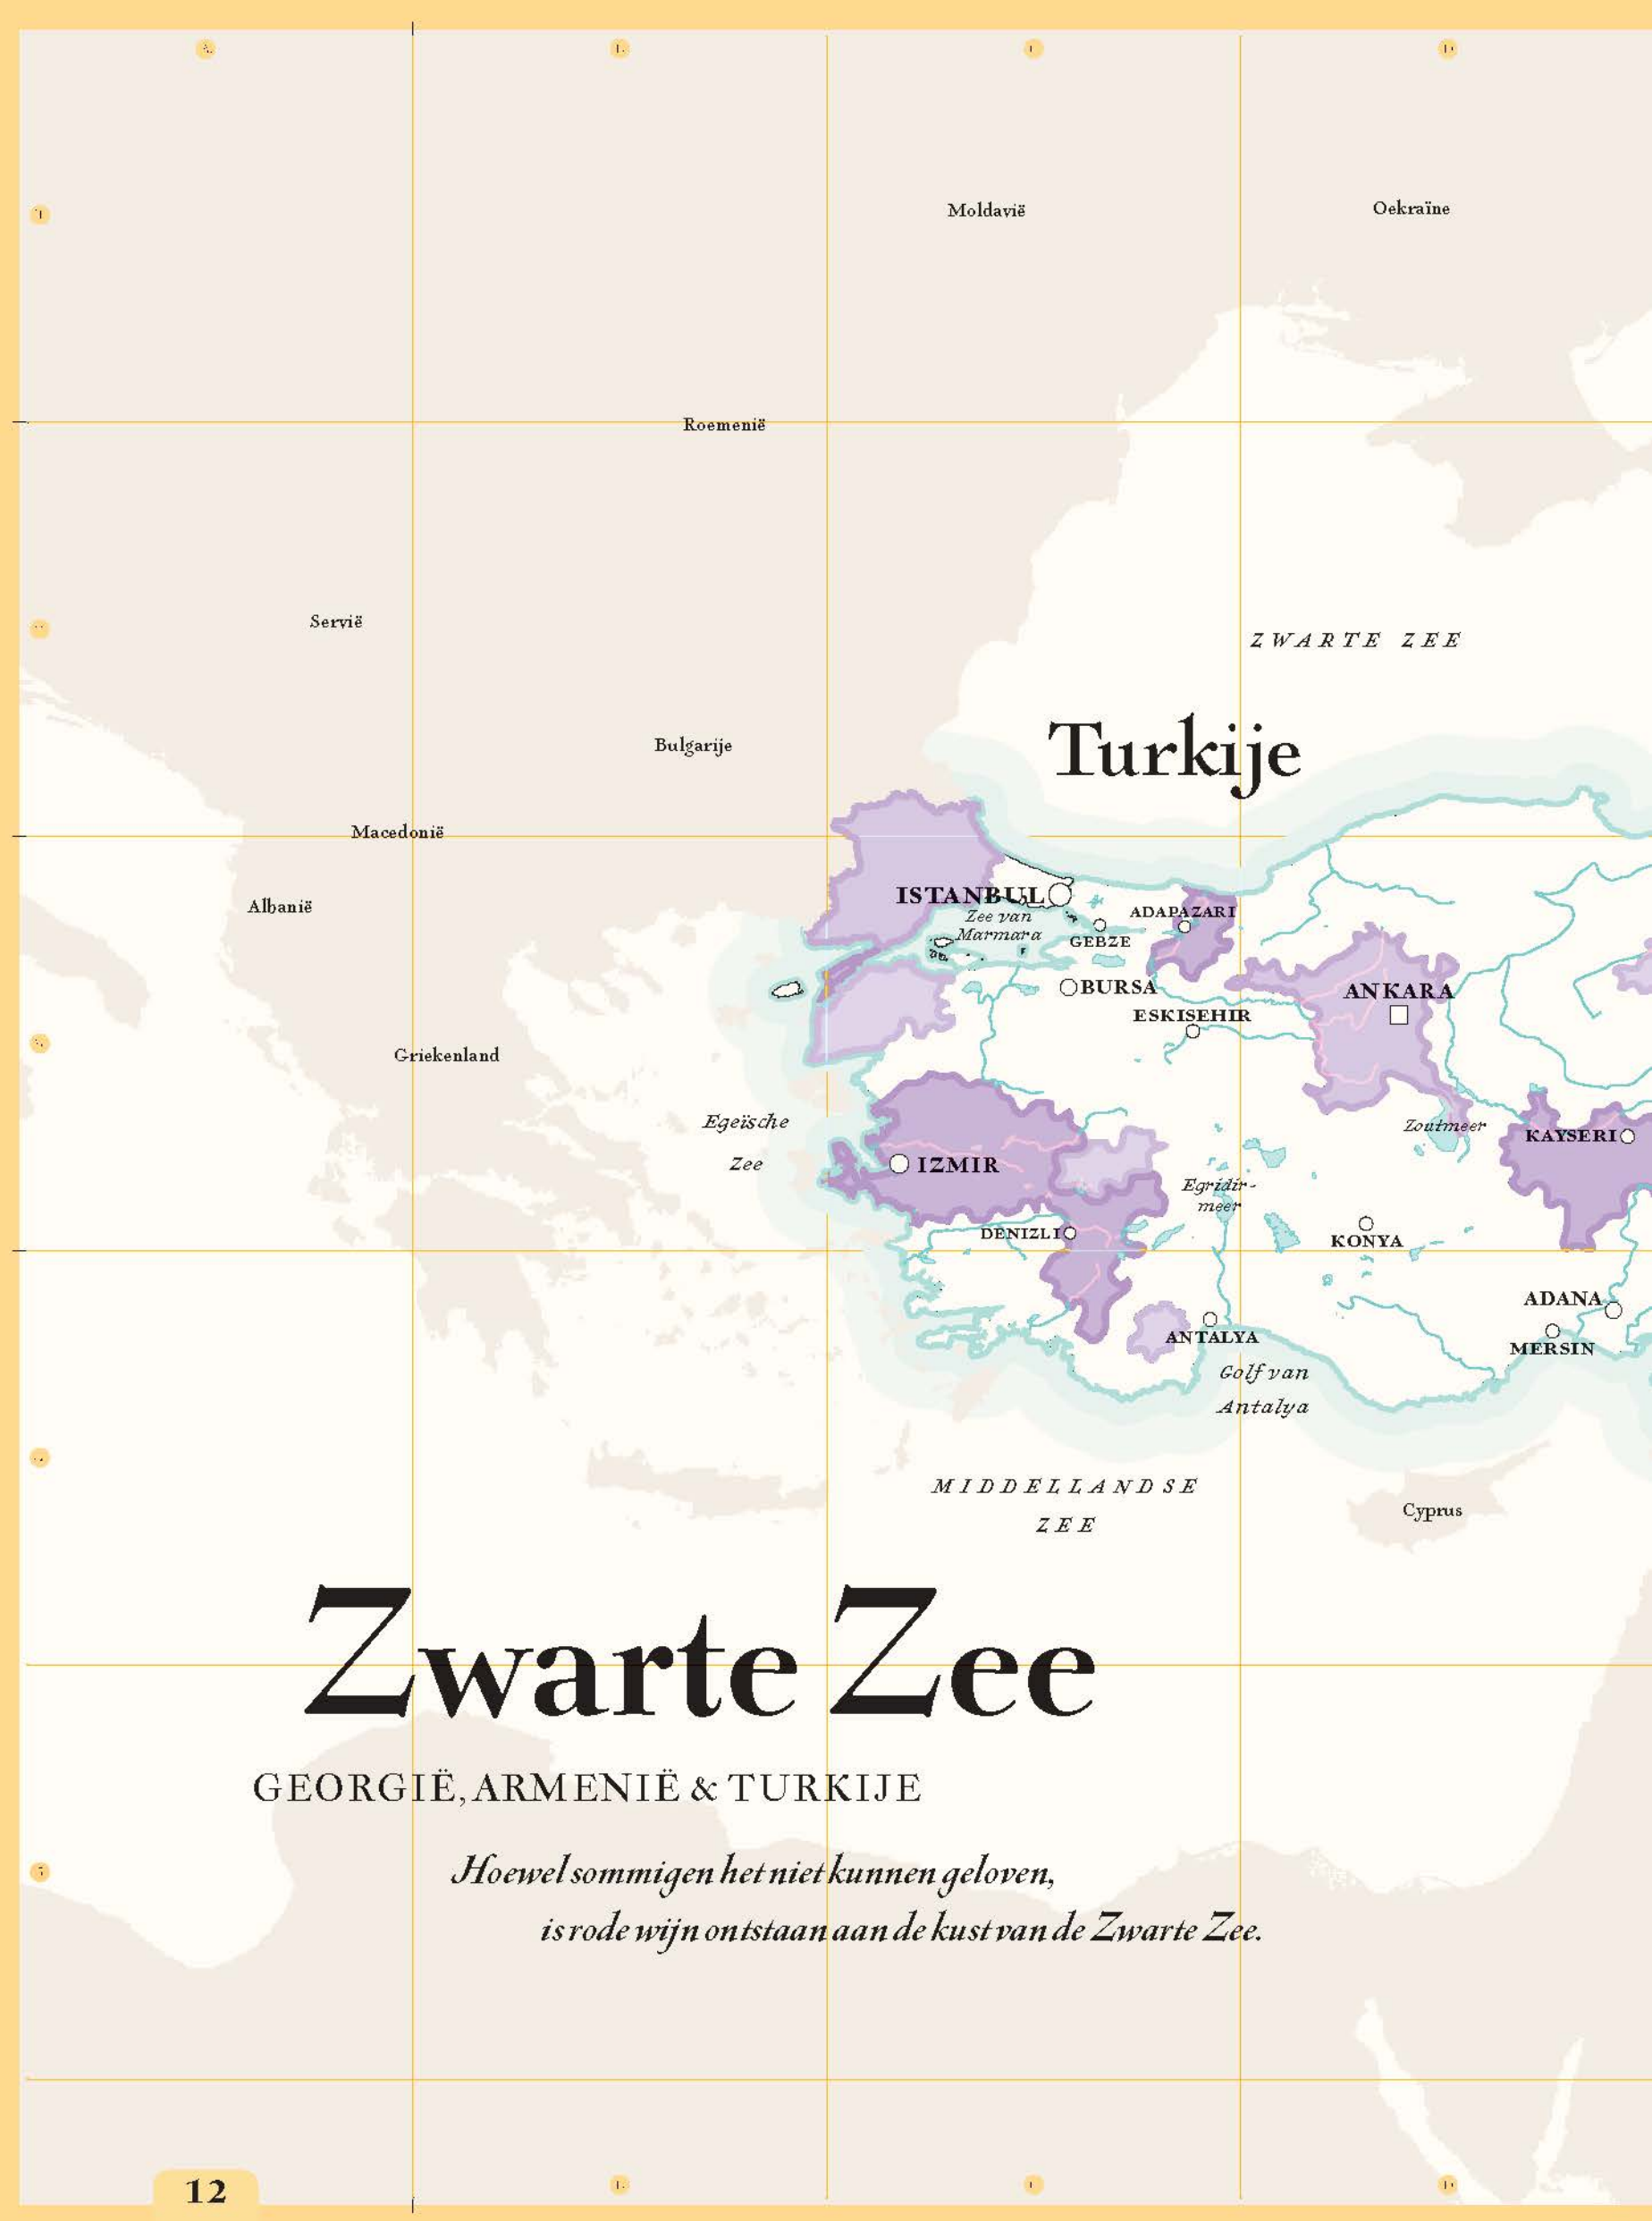 Moldavië
Oekraïne
Roemenië
Servië
ZWARTE ZEE
Turkije
Bulgarije
Macedonië
ISTANBUL
Albanië
Zee van
Marmara
ADAPAZARI
GEBZE
BURSA
ANKARA
ESKISEHIR
Griekenland
Egeïsche
Zee
Zoutmeer
KAYSERI
IZMIR
Egridir-
meer
DENIZLI
KONYA
ADANA
ANTALYA
MERSIN
Golf van
Antalya
MIDDELLANDSE
ZEE
Cyprus
Zwarte Zee
GEORGIË, ARMENIË & TURKIJE
Hoewel sommigen het niet kunnen geloven,
is rode wijn ontstaan aan de kust van de Zwarte Zee.
12